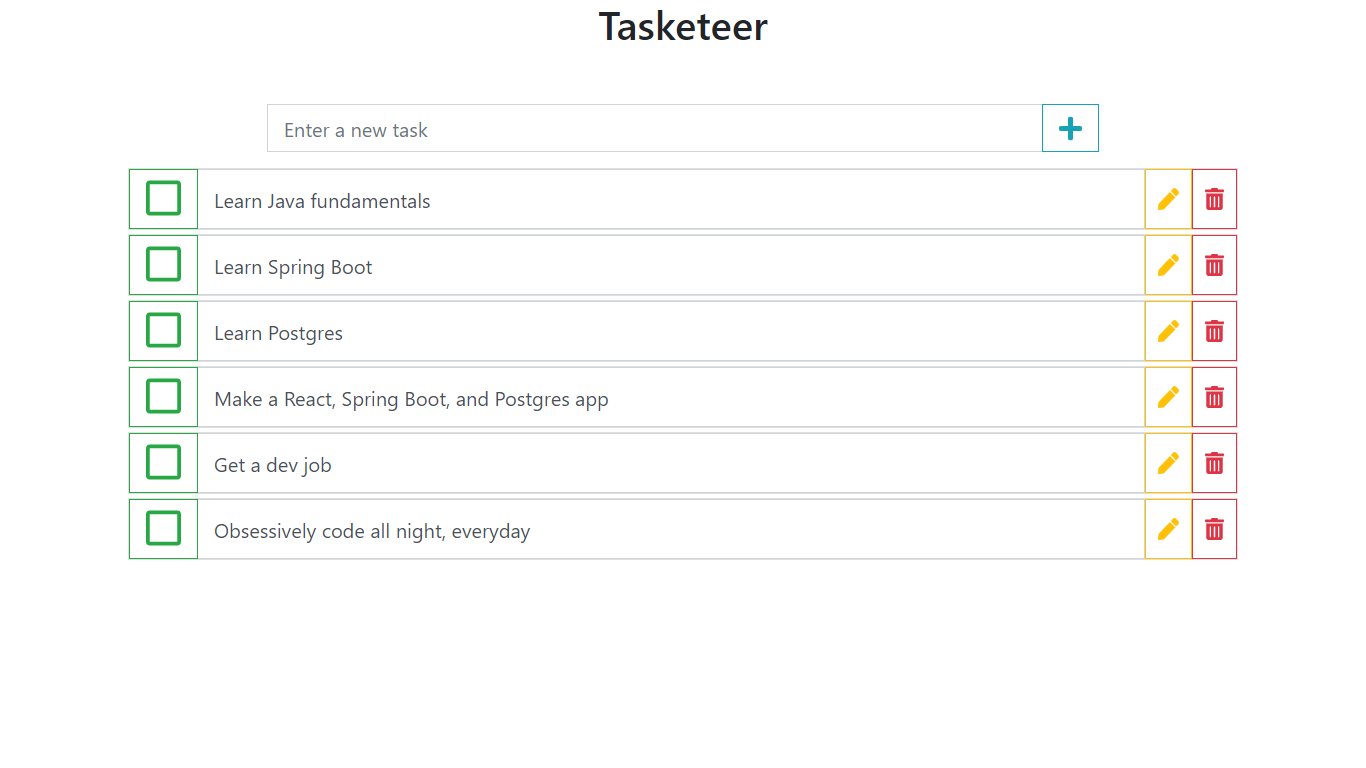 Tasketeer
Enter a new task
Learn Java fundamentals
Learn Spring Boot
Learn Postgres
Make a React, Spring Boot, and Postgres app
Get a dev job
Obsessively code all night, everyday